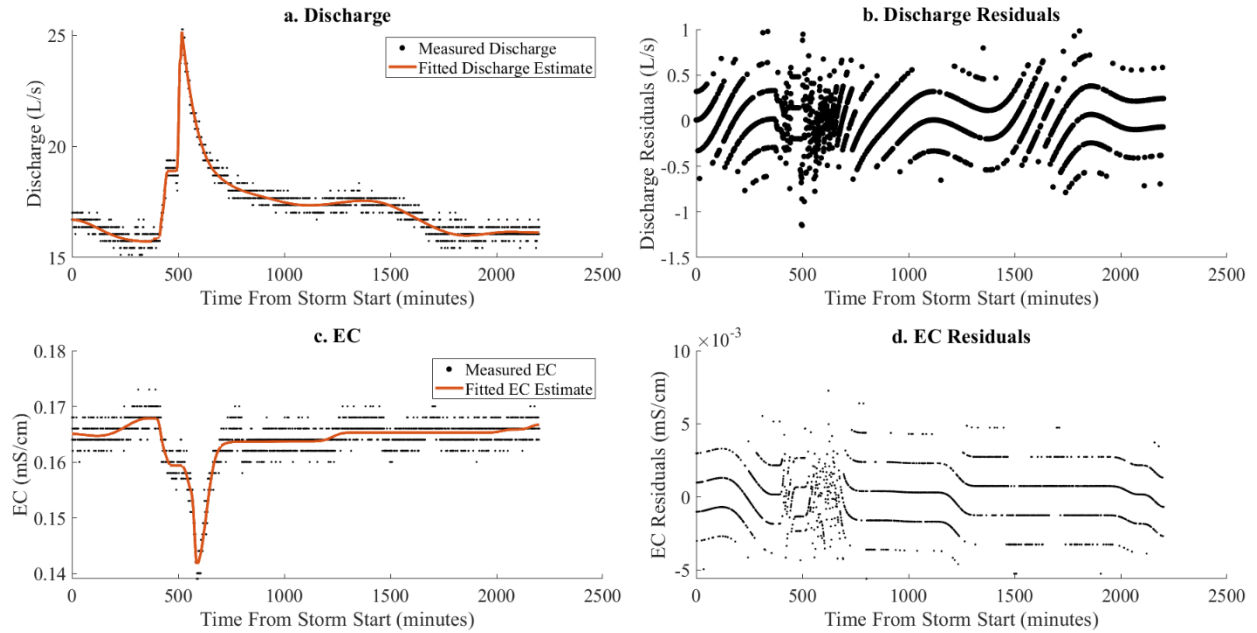 a. Discharge
25
20
15
Discharge (L/s)
Measured Discharge
Fitted Discharge Estimate
0
500
1000
1500
2000
2500
Time From Storm Start (minutes)
b. Discharge Residuals
1
0.5
0
-0.5
-1
-1.5
Discharge Residuals (L/s)
0
500
1000
1500
2000
2500
Time From Storm Start (minutes)
c. EC
0.18
0.17
0.16
0.15
0.14
EC (mS/cm)
Measured EC
Fitted EC Estimate
0
500
1000
1500
2000
2500
Time From Storm Start (minutes)
d. EC Residuals
×10⁻³
10
5
0
-5
EC Residuals (mS/cm)
0
500
1000
1500
2000
2500
Time From Storm Start (minutes)